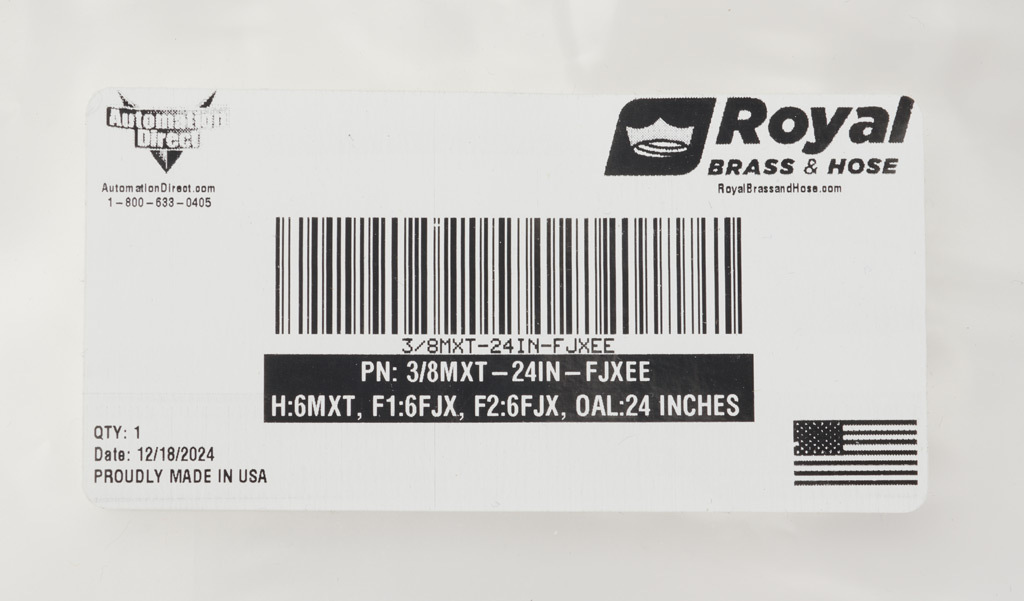 Automation
Direct
AutomationDirect.com
1-800-633-0405
Royal
BRASS & HOSE
RoyalBrassandHose.com
3/8MXT-24IN-FJXEE
PN: 3/8MXT-24IN-FJXEE
H:6MXT, F1:6FJX, F2:6FJX, OAL:24 INCHES
QTY: 1
Date: 12/18/2024
PROUDLY MADE IN USA